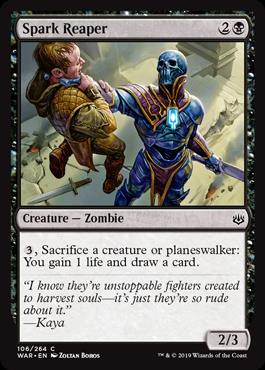 Spark Reaper 2
Creature — Zombie
3, Sacrifice a creature or planeswalker:
You gain 1 life and draw a card.
“I know they’re unstoppable fighters created
to harvest souls—it’s just they’re so rude
about it.”
—Kaya
2/3
106/264 C
WAR • EN Zoltan Boros
™ & © 2019 Wizards of the Coast